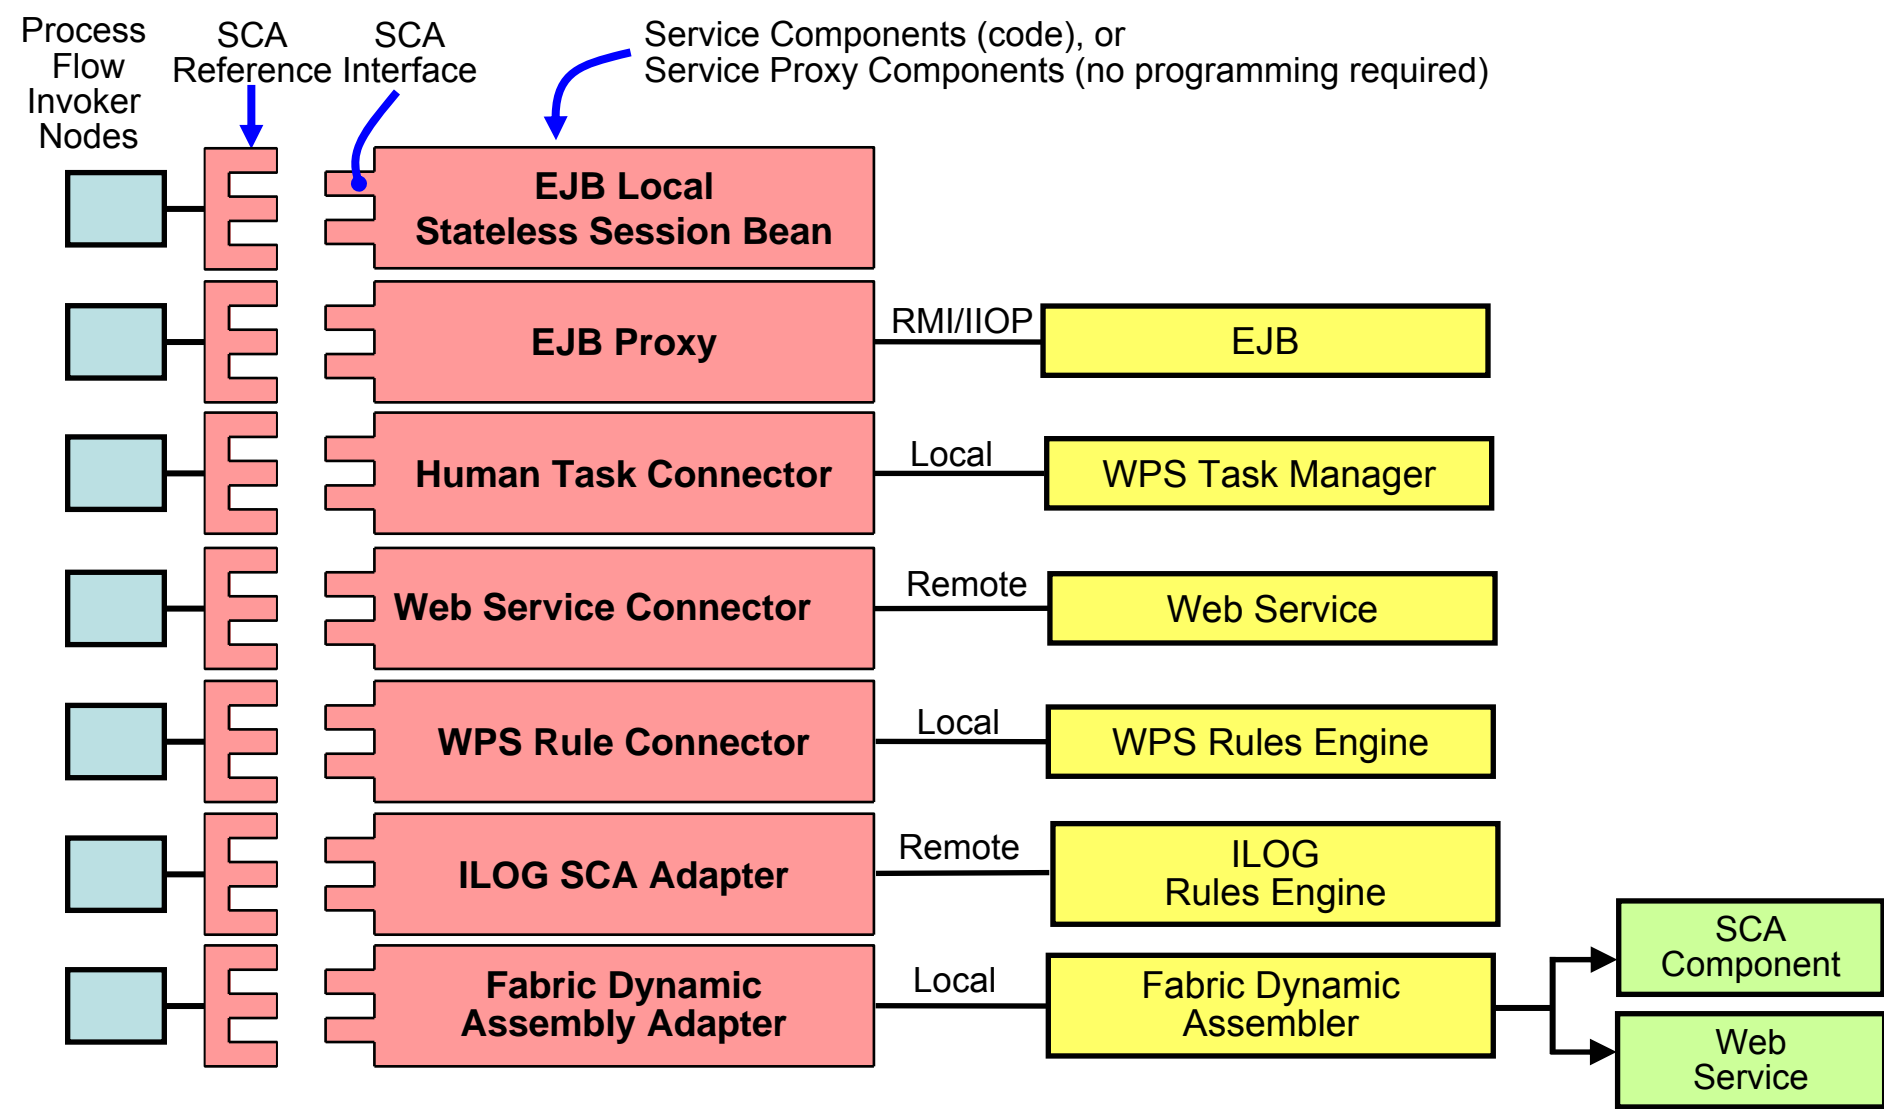 Process
Flow
Invoker
Nodes
SCA
Reference
SCA
Interface
Service Components (code), or
Service Proxy Components (no programming required)
EJB Local
Stateless Session Bean
EJB Proxy
RMI/IIOP
EJB
Human Task Connector
Local
WPS Task Manager
Web Service Connector
Remote
Web Service
WPS Rule Connector
Local
WPS Rules Engine
ILOG SCA Adapter
Remote
ILOG
Rules Engine
Fabric Dynamic
Assembly Adapter
Local
Fabric Dynamic
Assembler
SCA
Component
Web
Service